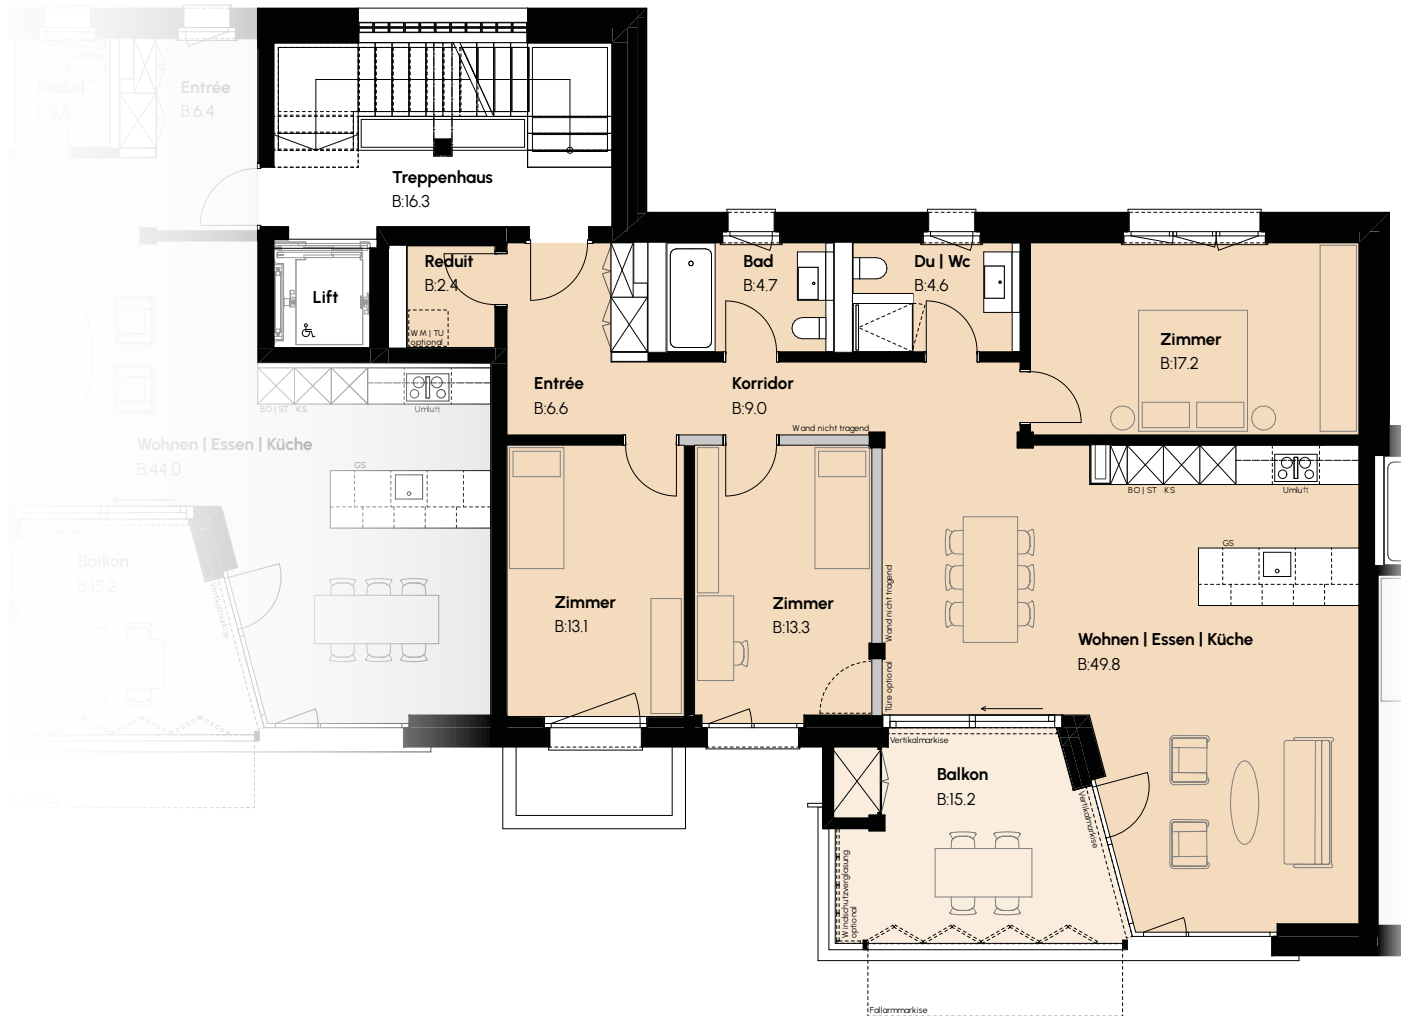 Reduit
B:2.8
Entrée
B:6.4
Treppenhaus
B:16.3
Lift
Reduit
B:2.4
WM | TU
optional
Bad
B:4.7
Du | Wc
B:4.6
Zimmer
B:17.2
Entrée
B:6.6
Korridor
B:9.0
Wand nicht tragend
BO | ST KS
Umluft
Wohnen | Essen | Küche
B:44.0
GS
BO | ST KS
Umluft
GS
Balkon
B:15.2
Vertikalmarkise
Zimmer
B:13.1
Zimmer
B:13.3
Wand nicht tragend
Türe optional
Wohnen | Essen | Küche
B:49.8
Vertikalmarkise
Balkon
B:15.2
Vertikalmarkise
Windschutzverglasung
optional
Fallarmmarkise